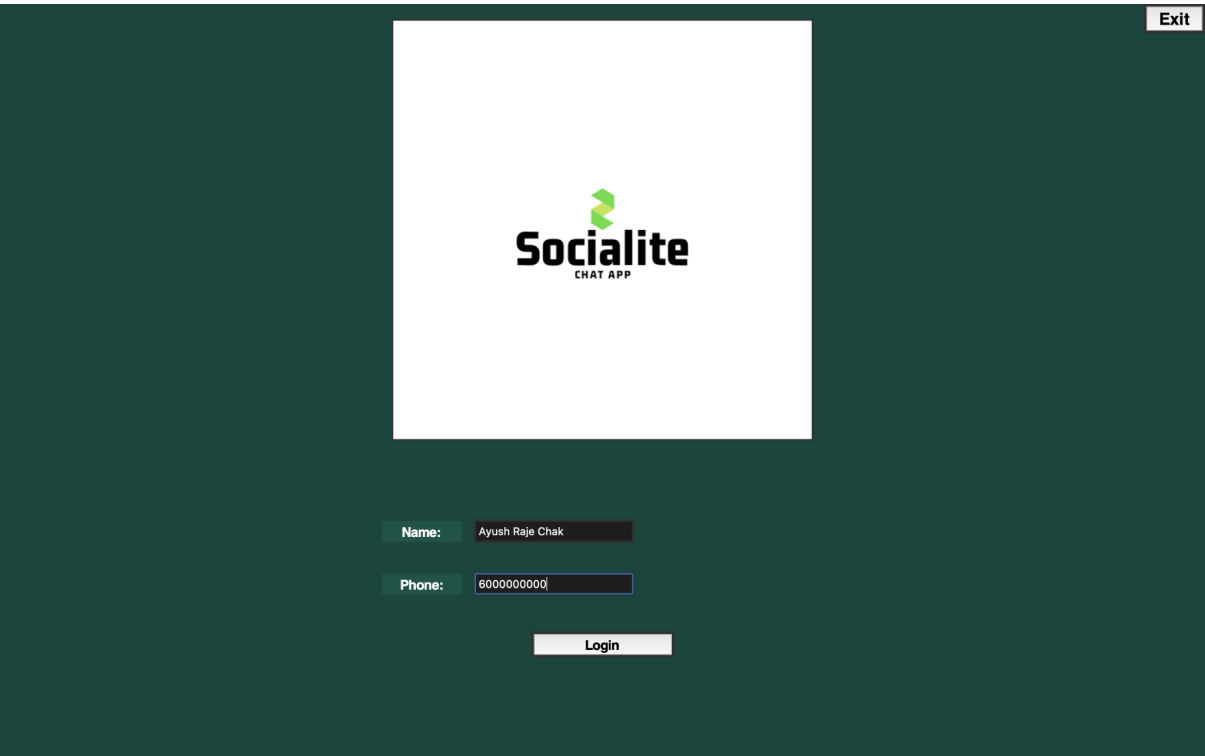 Exit
Socialite
CHAT APP
Name: Ayush Raje Chak
Phone: 6000000000
Login